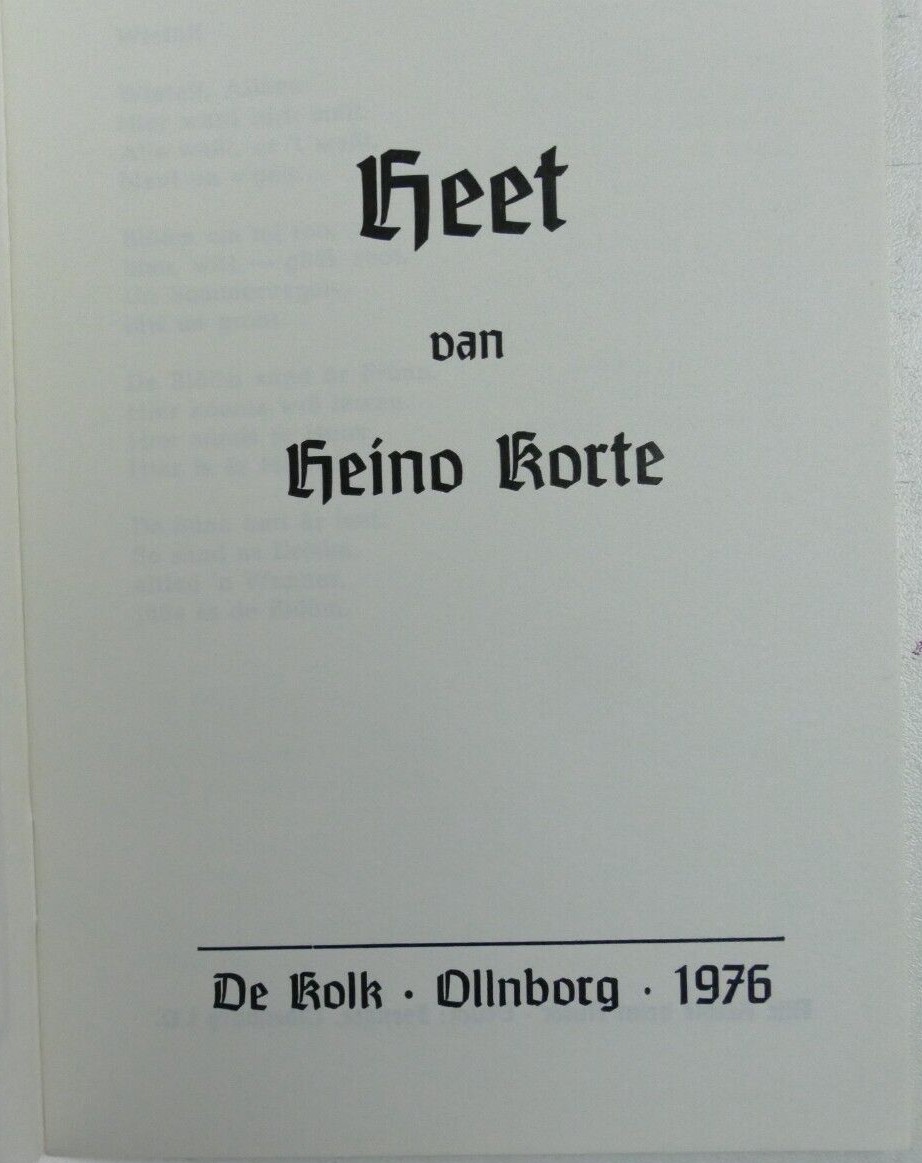 Heet
van
Heino Korte
De Kolk · Ollnborg · 1976